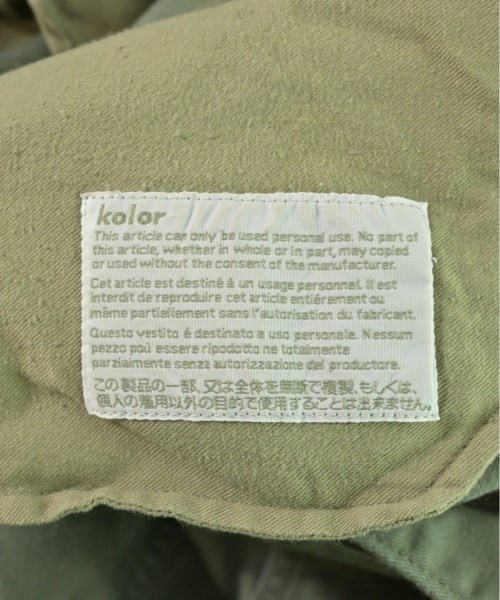 kolor
This article can only be used personal use. No part of
this article, whether in whole or in part, may copied
or used without the consent of the manufacturer.
Cet article est destiné à un usage personnel. Il est
interdit de reproduire cet article entiérement ou
même partiellement sans l'autorisation du fabricant.
Questo vestito é destinato a uso personale. Nessum
pezzo poù essere ripodotto ne totalmente
parzialmente senza autorizzazione del produttore.
この製品の一部、又は全体を無断で複製、もしくは、
個人の着用以外の目的で使用することは出来ません。